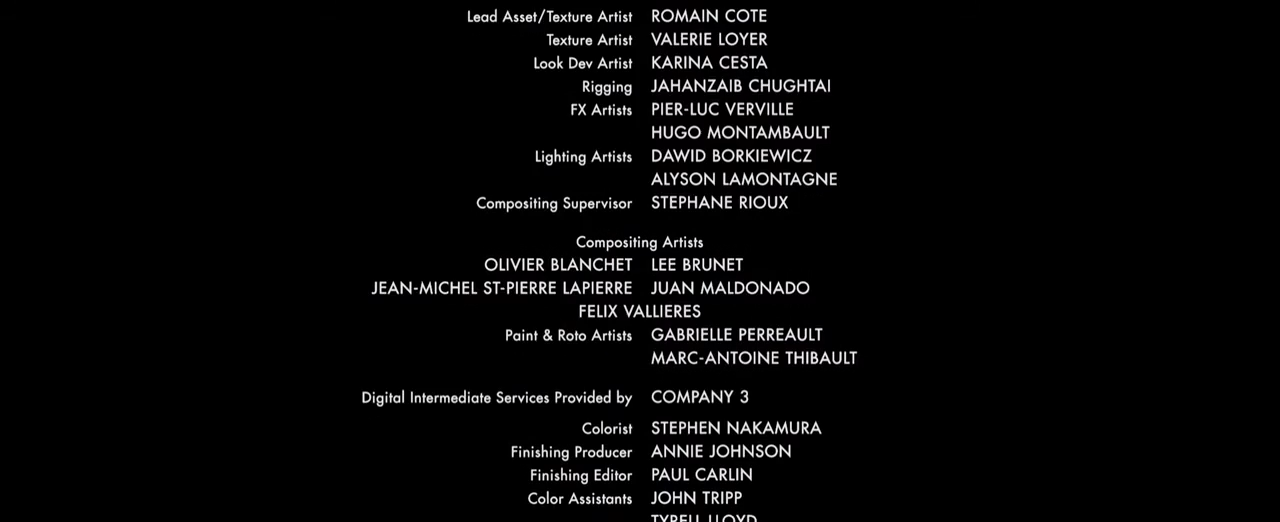 Lead Asset/Texture Artist ROMAIN COTE
Texture Artist VALERIE LOYER
Look Dev Artist KARINA CESTA
Rigging JAHANZAIB CHUGHTAI
FX Artists PIER-LUC VERVILLE
HUGO MONTAMBAULT
Lighting Artists DAWID BORKIEWICZ
ALYSON LAMONTAGNE
Compositing Supervisor STEPHANE RIOUX
Compositing Artists
OLIVIER BLANCHET LEE BRUNET
JEAN-MICHEL ST-PIERRE LAPIERRE JUAN MALDONADO
FELIX VALLIERES
Paint & Roto Artists GABRIELLE PERREAULT
MARC-ANTOINE THIBAULT
Digital Intermediate Services Provided by COMPANY 3
Colorist STEPHEN NAKAMURA
Finishing Producer ANNIE JOHNSON
Finishing Editor PAUL CARLIN
Color Assistants JOHN TRIPP
TYRELL LLOYD